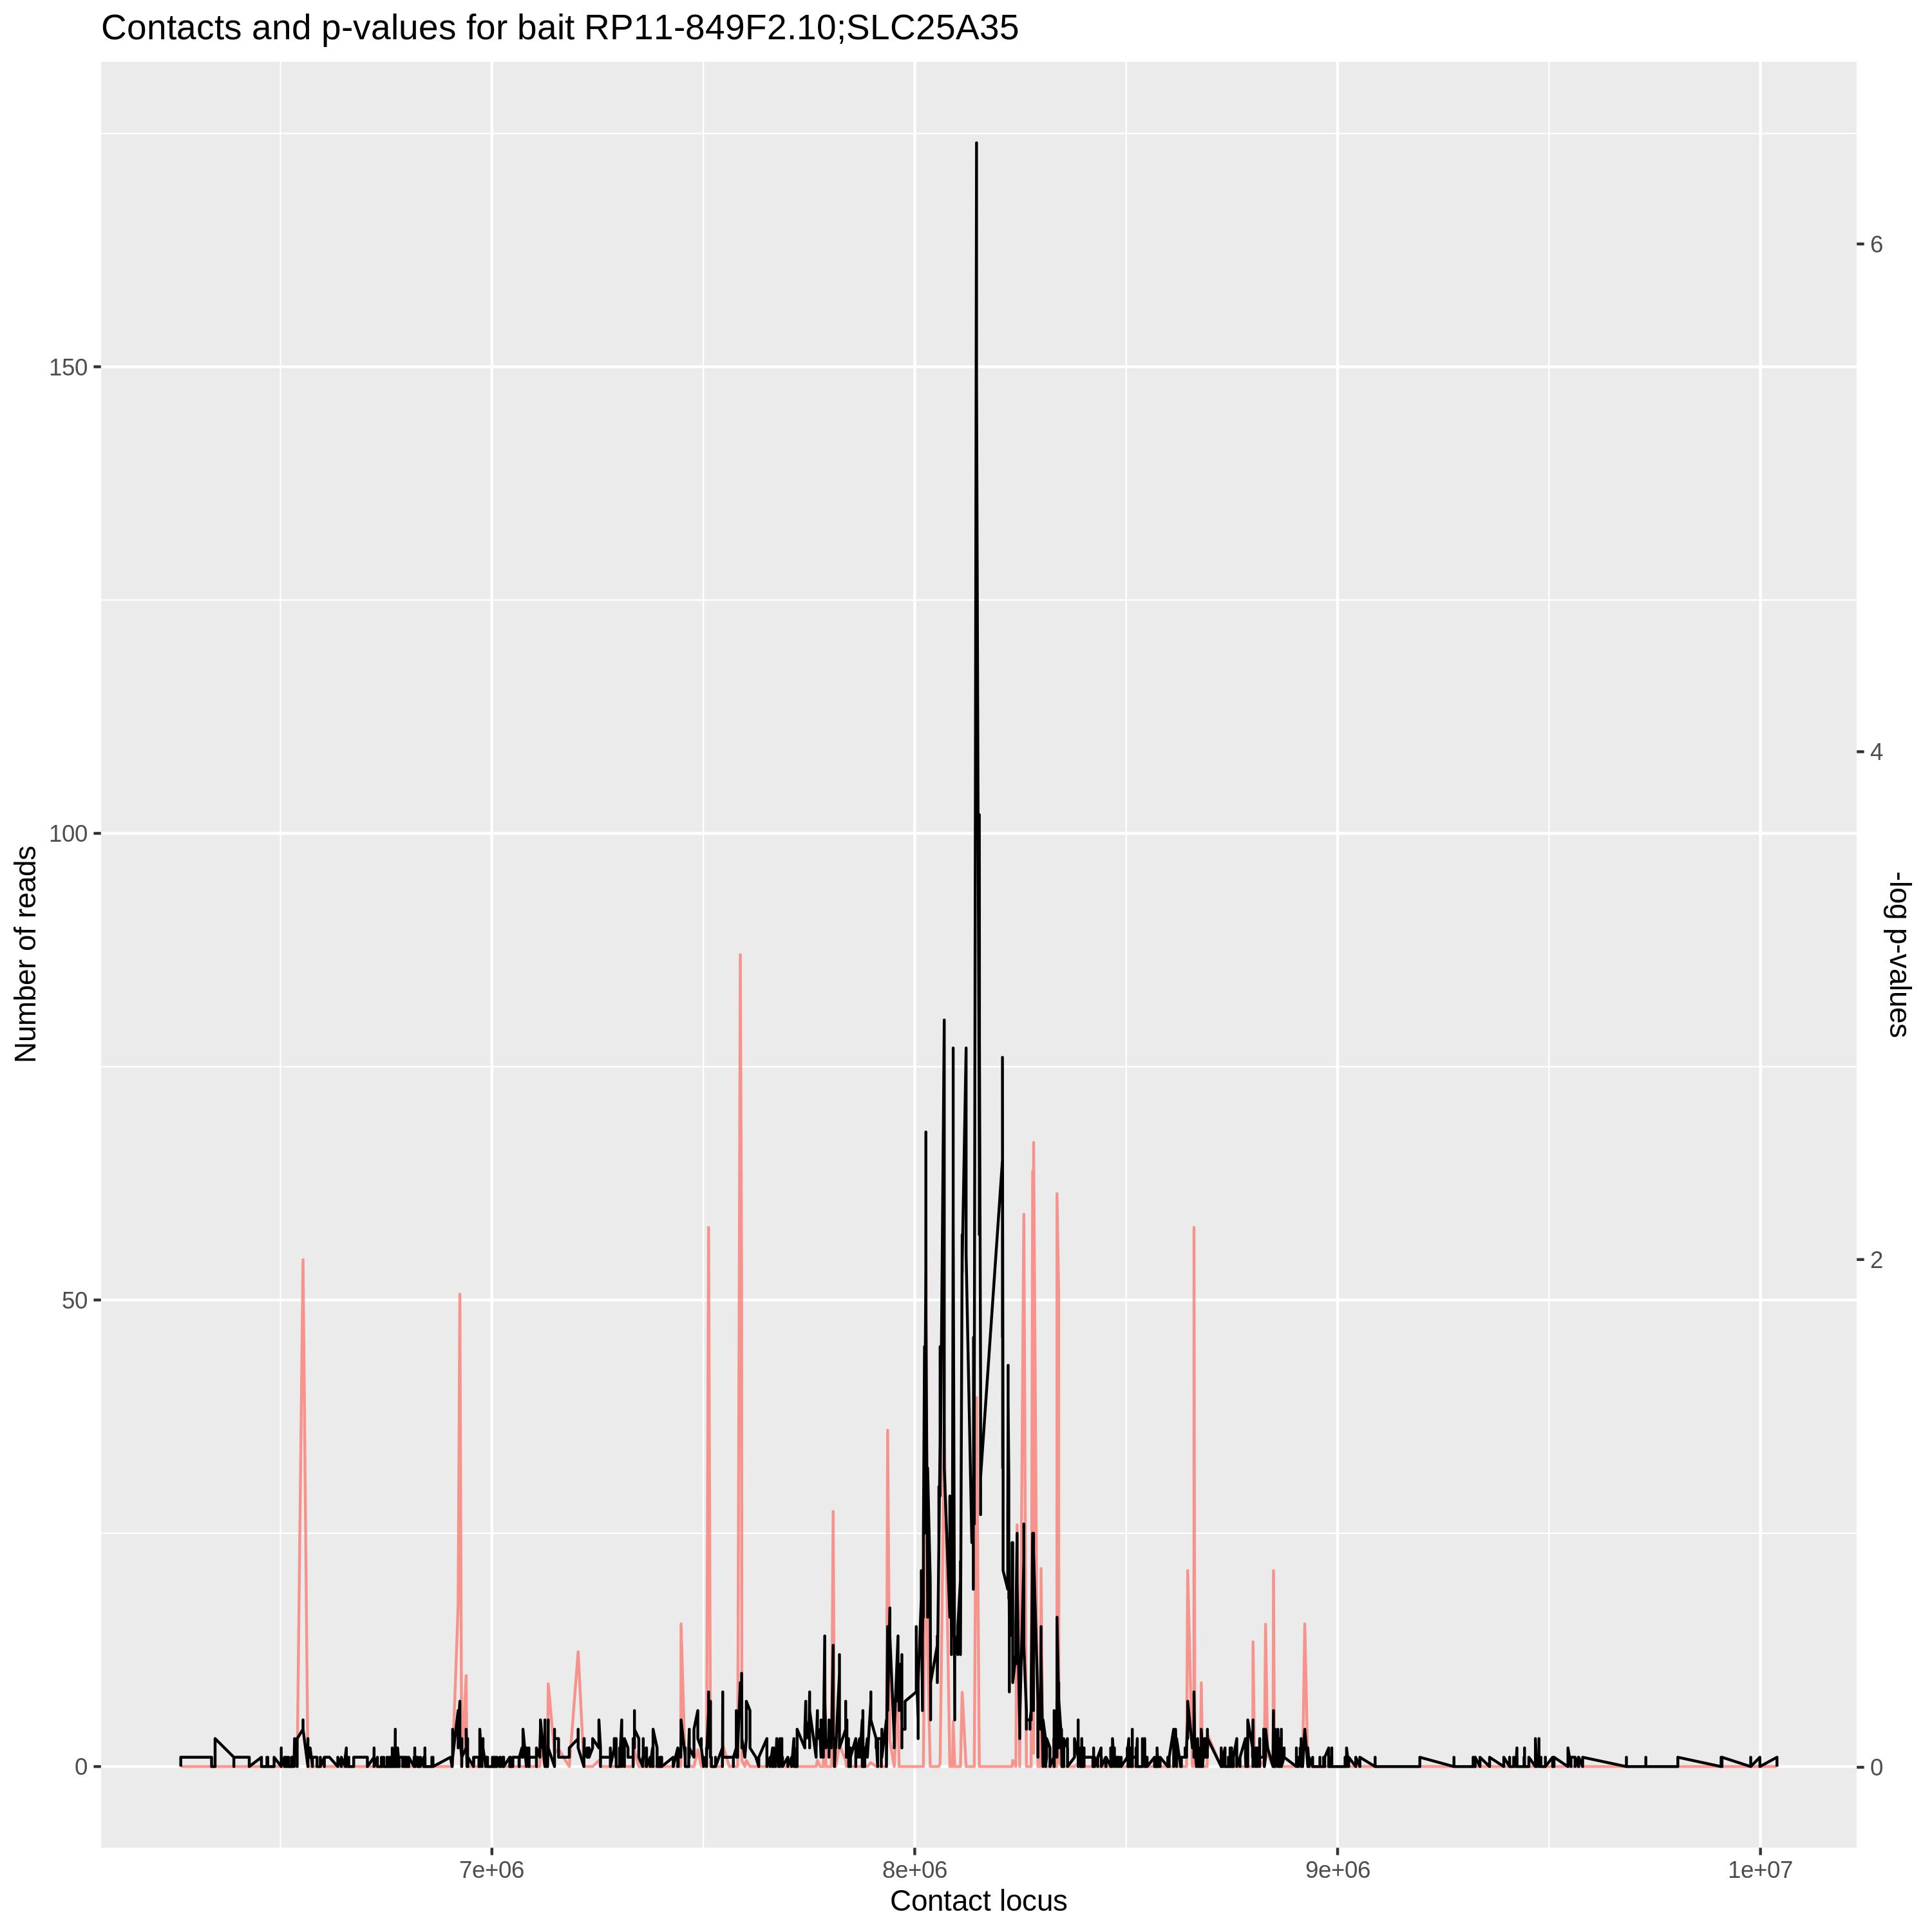 Contacts and p-values for bait RP11-849F2.10;SLC25A35
150
100
50
0
Number of reads
6
4
2
0
-log p-values
7e+06
8e+06
9e+06
1e+07
Contact locus